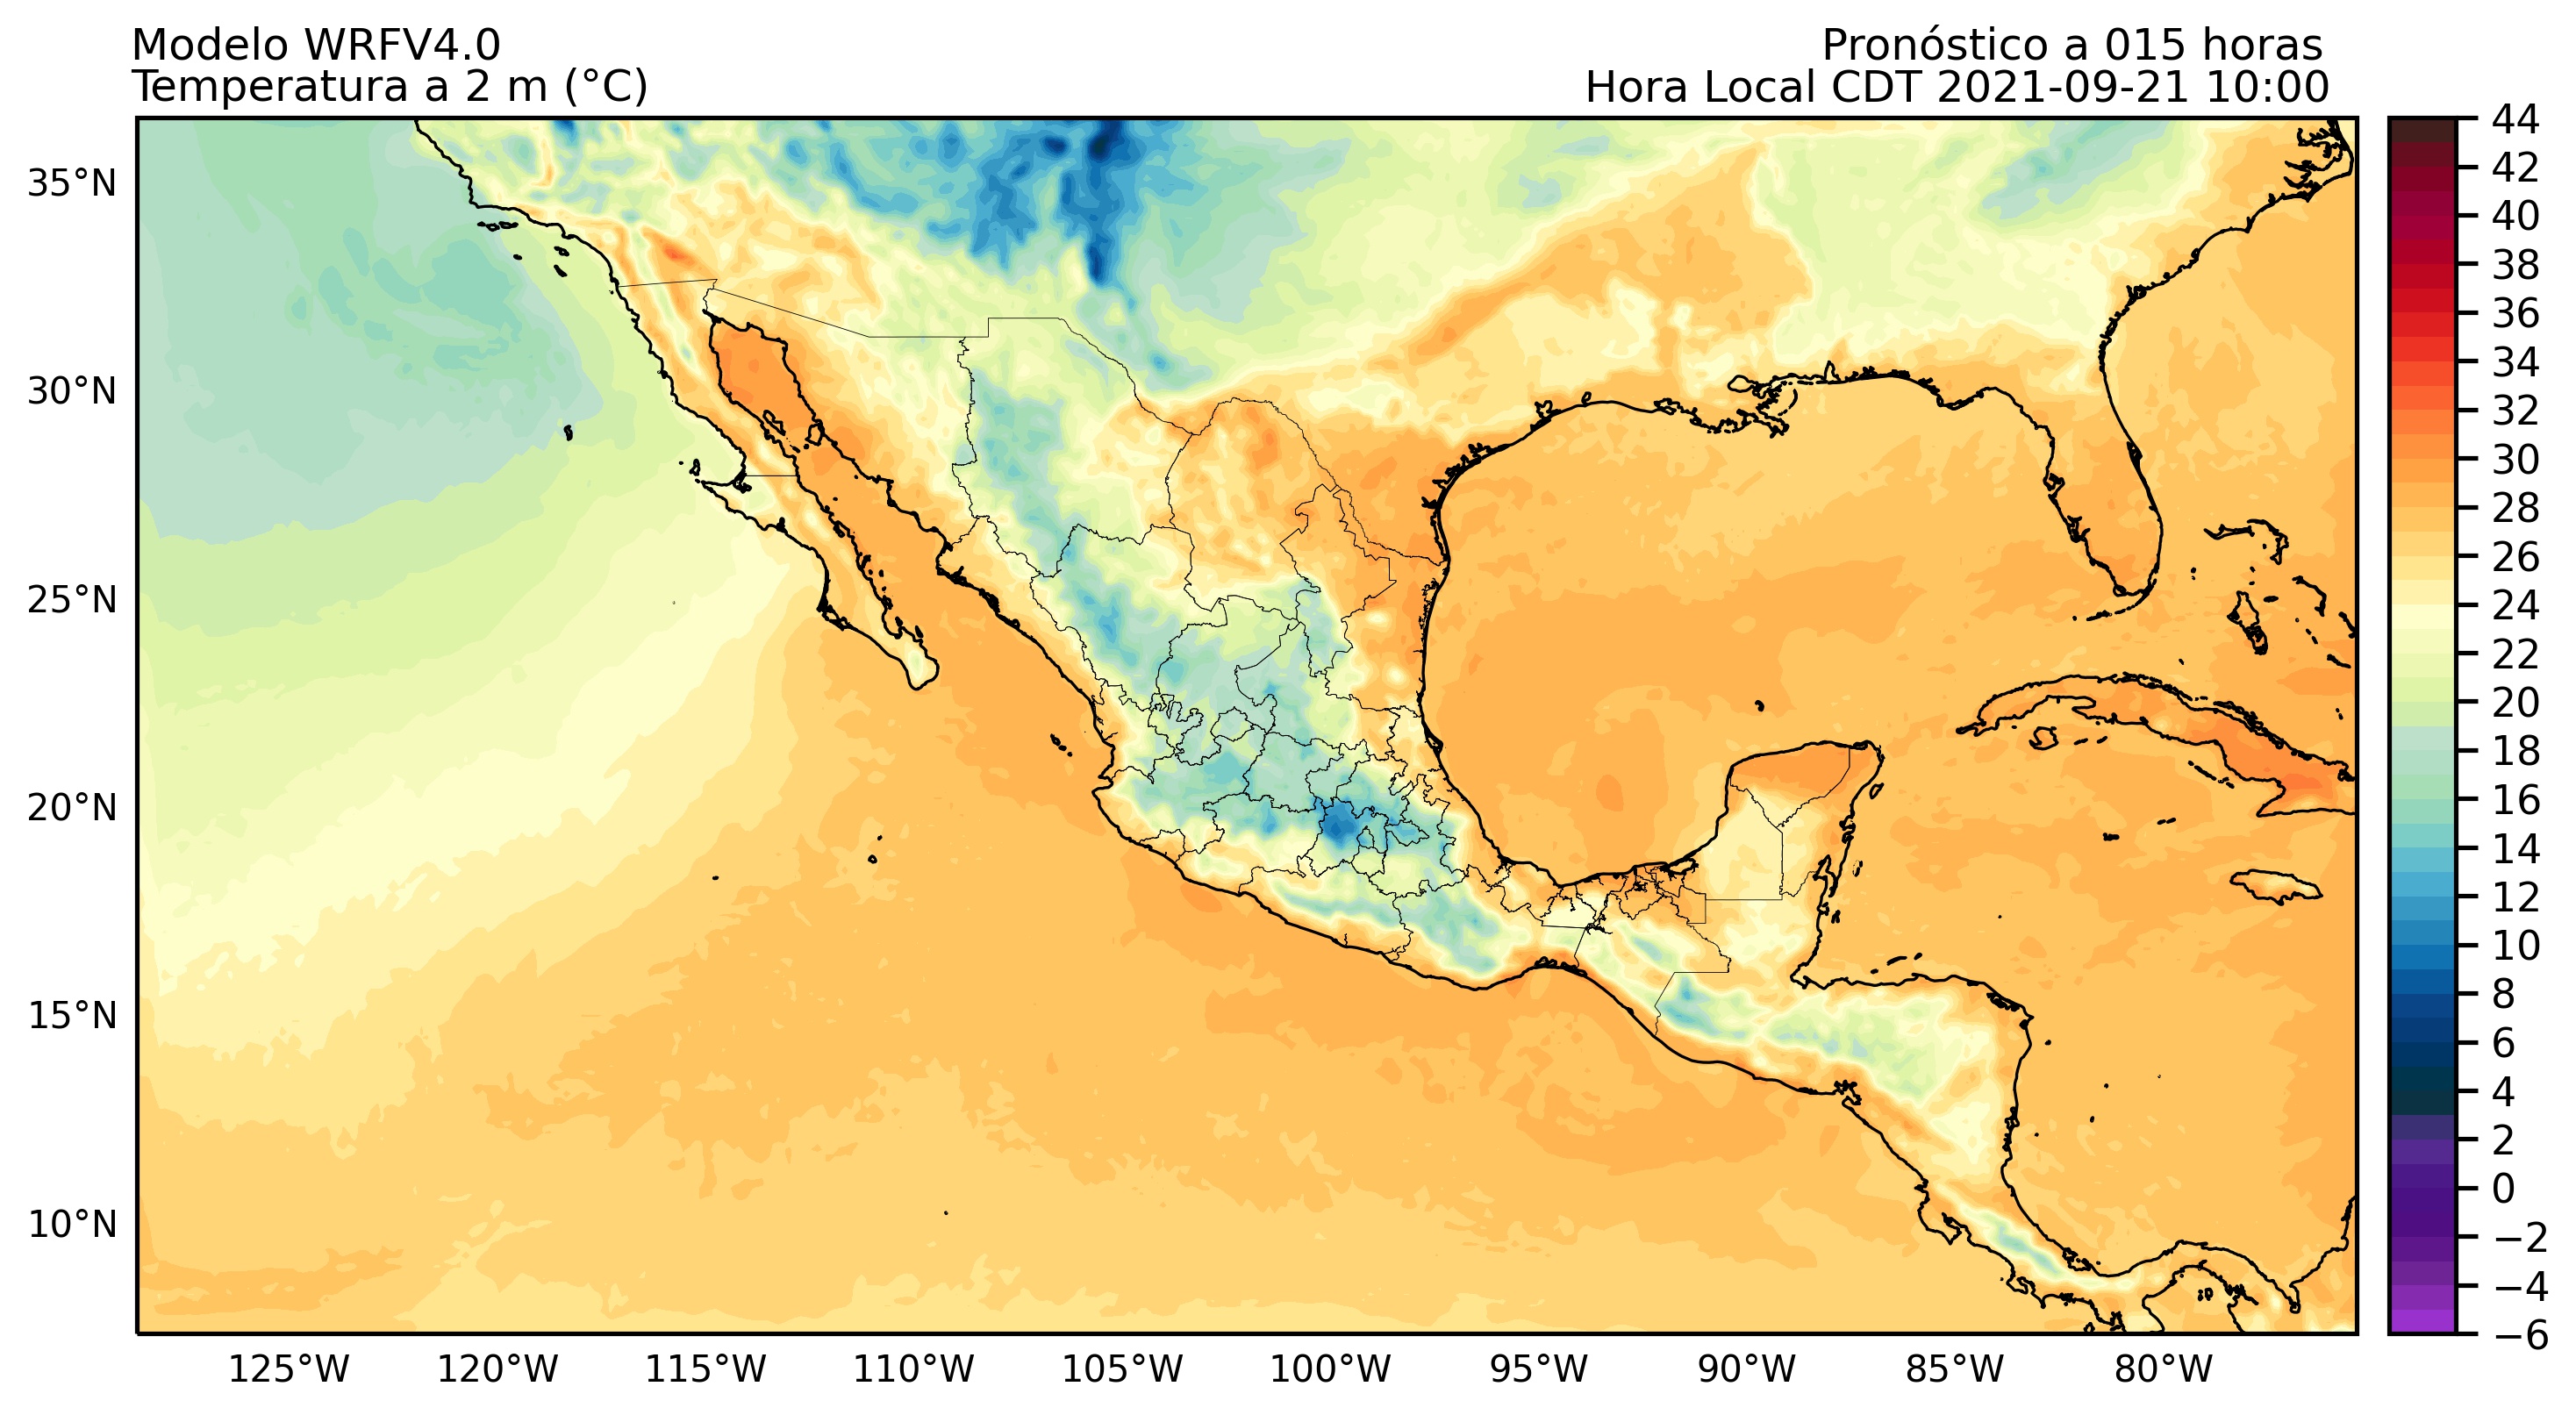 Modelo WRFV4.0
Temperatura a 2 m (°C)
Pronóstico a 015 horas
Hora Local CDT 2021-09-21 10:00
35°N
30°N
25°N
20°N
15°N
10°N
125°W
120°W
115°W
110°W
105°W
100°W
95°W
90°W
85°W
80°W
44
42
40
38
36
34
32
30
28
26
24
22
20
18
16
14
12
10
8
6
4
2
0
−2
−4
−6